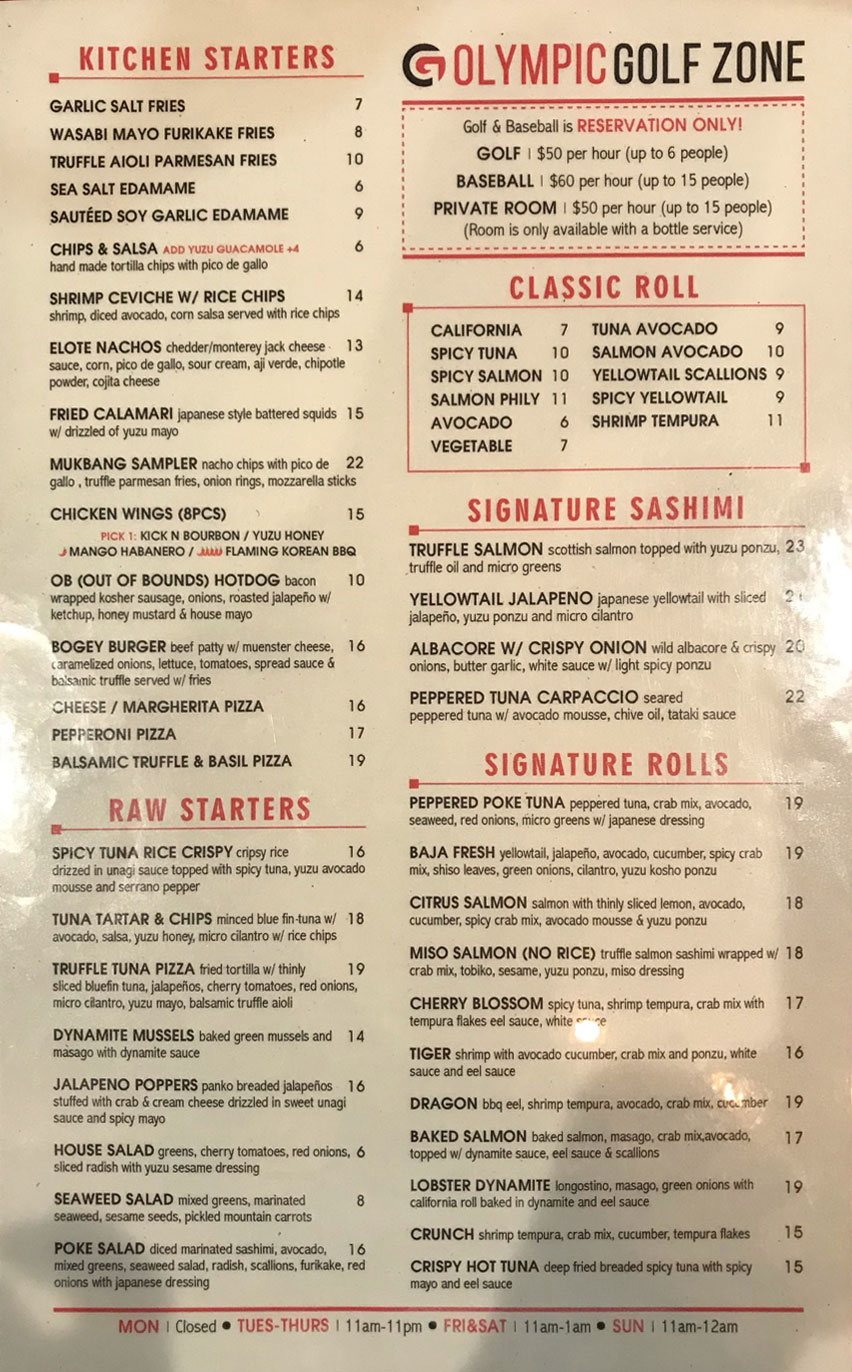 KITCHEN STARTERS
GARLIC SALT FRIES 7
WASABI MAYO FURIKAKE FRIES 8
TRUFFLE AIOLI PARMESAN FRIES 10
SEA SALT EDAMAME 6
SAUTÉED SOY GARLIC EDAMAME 9
CHIPS & SALSA ADD YUZU GUACAMOLE +4 6
hand made tortilla chips with pico de gallo
SHRIMP CEVICHE W/ RICE CHIPS 14
shrimp, diced avocado, corn salsa served with rice chips
ELOTE NACHOS chedder/monterey jack cheese 13
sauce, corn, pico de gallo, sour cream, aji verde, chipotle
powder, cojita cheese
FRIED CALAMARI japanese style battered squids 15
w/ drizzled of yuzu mayo
MUKBANG SAMPLER nacho chips with pico de 22
gallo , truffle parmesan fries, onion rings, mozzarella sticks
CHICKEN WINGS (8PCS) 15
PICK 1: KICK N BOURBON / YUZU HONEY
MANGO HABANERO / FLAMING KOREAN BBQ
OB (OUT OF BOUNDS) HOTDOG bacon 10
wrapped kosher sausage, onions, roasted jalapeño w/
ketchup, honey mustard & house mayo
BOGEY BURGER beef patty w/ muenster cheese, 16
caramelized onions, lettuce, tomatoes, spread sauce &
balsamic truffle served w/ fries
CHEESE / MARGHERITA PIZZA 16
PEPPERONI PIZZA 17
BALSAMIC TRUFFLE & BASIL PIZZA 19
RAW STARTERS
SPICY TUNA RICE CRISPY cripsy rice 16
drizzed in unagi sauce topped with spicy tuna, yuzu avocado
mousse and serrano pepper
TUNA TARTAR & CHIPS minced blue fin-tuna w/ 18
avocado, salsa, yuzu honey, micro cilantro w/ rice chips
TRUFFLE TUNA PIZZA fried tortilla w/ thinly 19
sliced bluefin tuna, jalapeños, cherry tomatoes, red onions,
micro cilantro, yuzu mayo, balsamic truffle aioli
DYNAMITE MUSSELS baked green mussels and 14
masago with dynamite sauce
JALAPENO POPPERS panko breaded jalapeños 16
stuffed with crab & cream cheese drizzled in sweet unagi
sauce and spicy mayo
HOUSE SALAD greens, cherry tomatoes, red onions, 6
sliced radish with yuzu sesame dressing
SEAWEED SALAD mixed greens, marinated 8
seaweed, sesame seeds, pickled mountain carrots
POKE SALAD diced marinated sashimi, avocado, 16
mixed greens, seaweed salad, radish, scallions, furikake, red
onions with japanese dressing
G OLYMPIC GOLF ZONE
Golf & Baseball is RESERVATION ONLY!
GOLF | $50 per hour (up to 6 people)
BASEBALL | $60 per hour (up to 15 people)
PRIVATE ROOM | $50 per hour (up to 15 people)
(Room is only available with a bottle service)
CLASSIC ROLL
CALIFORNIA 7 TUNA AVOCADO 9
SPICY TUNA 10 SALMON AVOCADO 10
SPICY SALMON 10 YELLOWTAIL SCALLIONS 9
SALMON PHILY 11 SPICY YELLOWTAIL 9
AVOCADO 6 SHRIMP TEMPURA 11
VEGETABLE 7
SIGNATURE SASHIMI
TRUFFLE SALMON scottish salmon topped with yuzu ponzu, 23
truffle oil and micro greens
YELLOWTAIL JALAPENO japanese yellowtail with sliced
jalapeño, yuzu ponzu and micro cilantro
ALBACORE W/ CRISPY ONION wild albacore & crispy 20
onions, butter garlic, white sauce w/ light spicy ponzu
PEPPERED TUNA CARPACCIO seared 22
peppered tuna w/ avocado mousse, chive oil, tataki sauce
SIGNATURE ROLLS
PEPPERED POKE TUNA peppered tuna, crab mix, avocado, 19
seaweed, red onions, micro greens w/ japanese dressing
BAJA FRESH yellowtail, jalapeño, avocado, cucumber, spicy crab 19
mix, shiso leaves, green onions, cilantro, yuzu kosho ponzu
CITRUS SALMON salmon with thinly sliced lemon, avocado, 18
cucumber, spicy crab mix, avocado mousse & yuzu ponzu
MISO SALMON (NO RICE) truffle salmon sashimi wrapped w/ 18
crab mix, tobiko, sesame, yuzu ponzu, miso dressing
CHERRY BLOSSOM spicy tuna, shrimp tempura, crab mix with 17
tempura flakes eel sauce, white sauce
TIGER shrimp with avocado cucumber, crab mix and ponzu, white 16
sauce and eel sauce
DRAGON bbq eel, shrimp tempura, avocado, crab mix, cucumber 19
BAKED SALMON baked salmon, masago, crab mix,avocado, 17
topped w/ dynamite sauce, eel sauce & scallions
LOBSTER DYNAMITE longostino, masago, green onions with 19
california roll baked in dynamite and eel sauce
CRUNCH shrimp tempura, crab mix, cucumber, tempura flakes 15
CRISPY HOT TUNA deep fried breaded spicy tuna with spicy 15
mayo and eel sauce
MON | Closed ● TUES-THURS | 11am-11pm ● FRI&SAT | 11am-1am ● SUN | 11am-12am